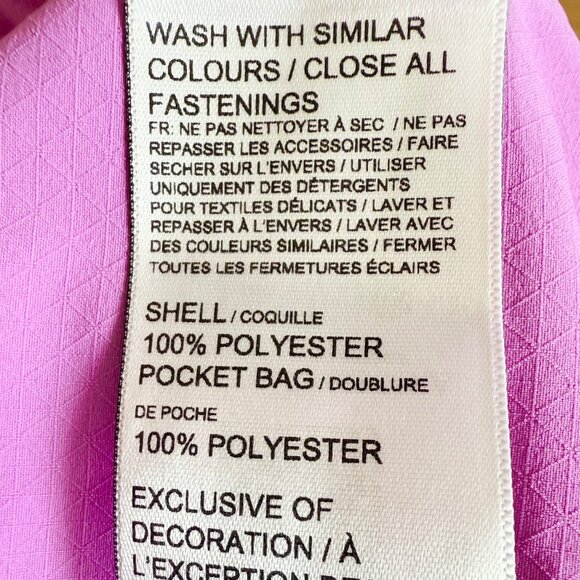 WASH WITH SIMILAR
COLOURS / CLOSE ALL
FASTENINGS
FR: NE PAS NETTOYER À SEC / NE PAS
REPASSER LES ACCESSOIRES / FAIRE
SECHER SUR L'ENVERS / UTILISER
UNIQUEMENT DES DÉTERGENTS
POUR TEXTILES DÉLICATS / LAVER ET
REPASSER À L'ENVERS / LAVER AVEC
DES COULEURS SIMILAIRES / FERMER
TOUTES LES FERMETURES ÉCLAIRS
SHELL / COQUILLE
100% POLYESTER
POCKET BAG / DOUBLURE
DE POCHE
100% POLYESTER
EXCLUSIVE OF
DECORATION / À
L'EXCEPTION DE